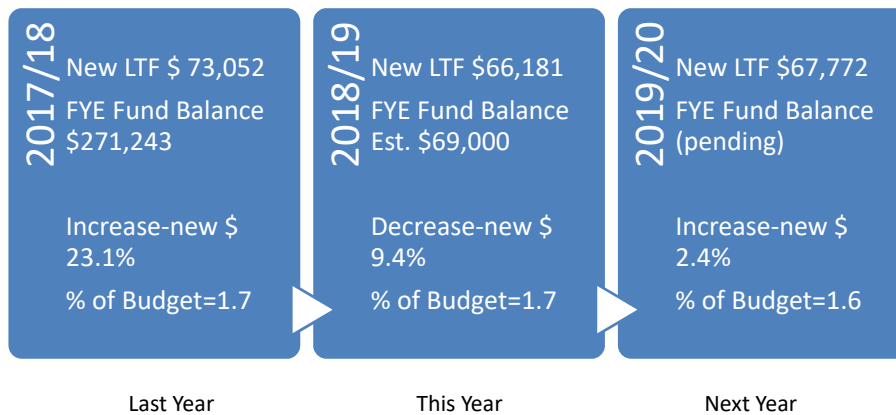 2017/18
New LTF $ 73,052
FYE Fund Balance
$271,243
Increase-new $
23.1%
% of Budget=1.7
2018/19
New LTF $66,181
FYE Fund Balance
Est. $69,000
Decrease-new $
9.4%
% of Budget=1.7
2019/20
New LTF $67,772
FYE Fund Balance
(pending)
Increase-new $
2.4%
% of Budget=1.6
Last Year
This Year
Next Year